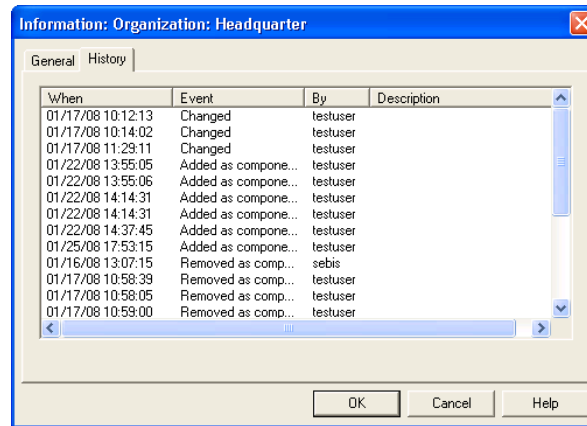 Information: Organization: Headquarter
General History
When Event By Description
01/17/08 10:12:13 Changed testuser
01/17/08 10:14:02 Changed testuser
01/17/08 11:29:11 Changed testuser
01/22/08 13:55:05 Added as compone... testuser
01/22/08 13:55:06 Added as compone... testuser
01/22/08 14:14:31 Added as compone... testuser
01/22/08 14:14:31 Added as compone... testuser
01/22/08 14:37:45 Added as compone... testuser
01/25/08 17:53:15 Added as compone... testuser
01/16/08 13:07:15 Removed as comp... sebis
01/17/08 10:58:39 Removed as comp... testuser
01/17/08 10:58:05 Removed as comp... testuser
01/17/08 10:59:00 Removed as comp... testuser
OK Cancel Help